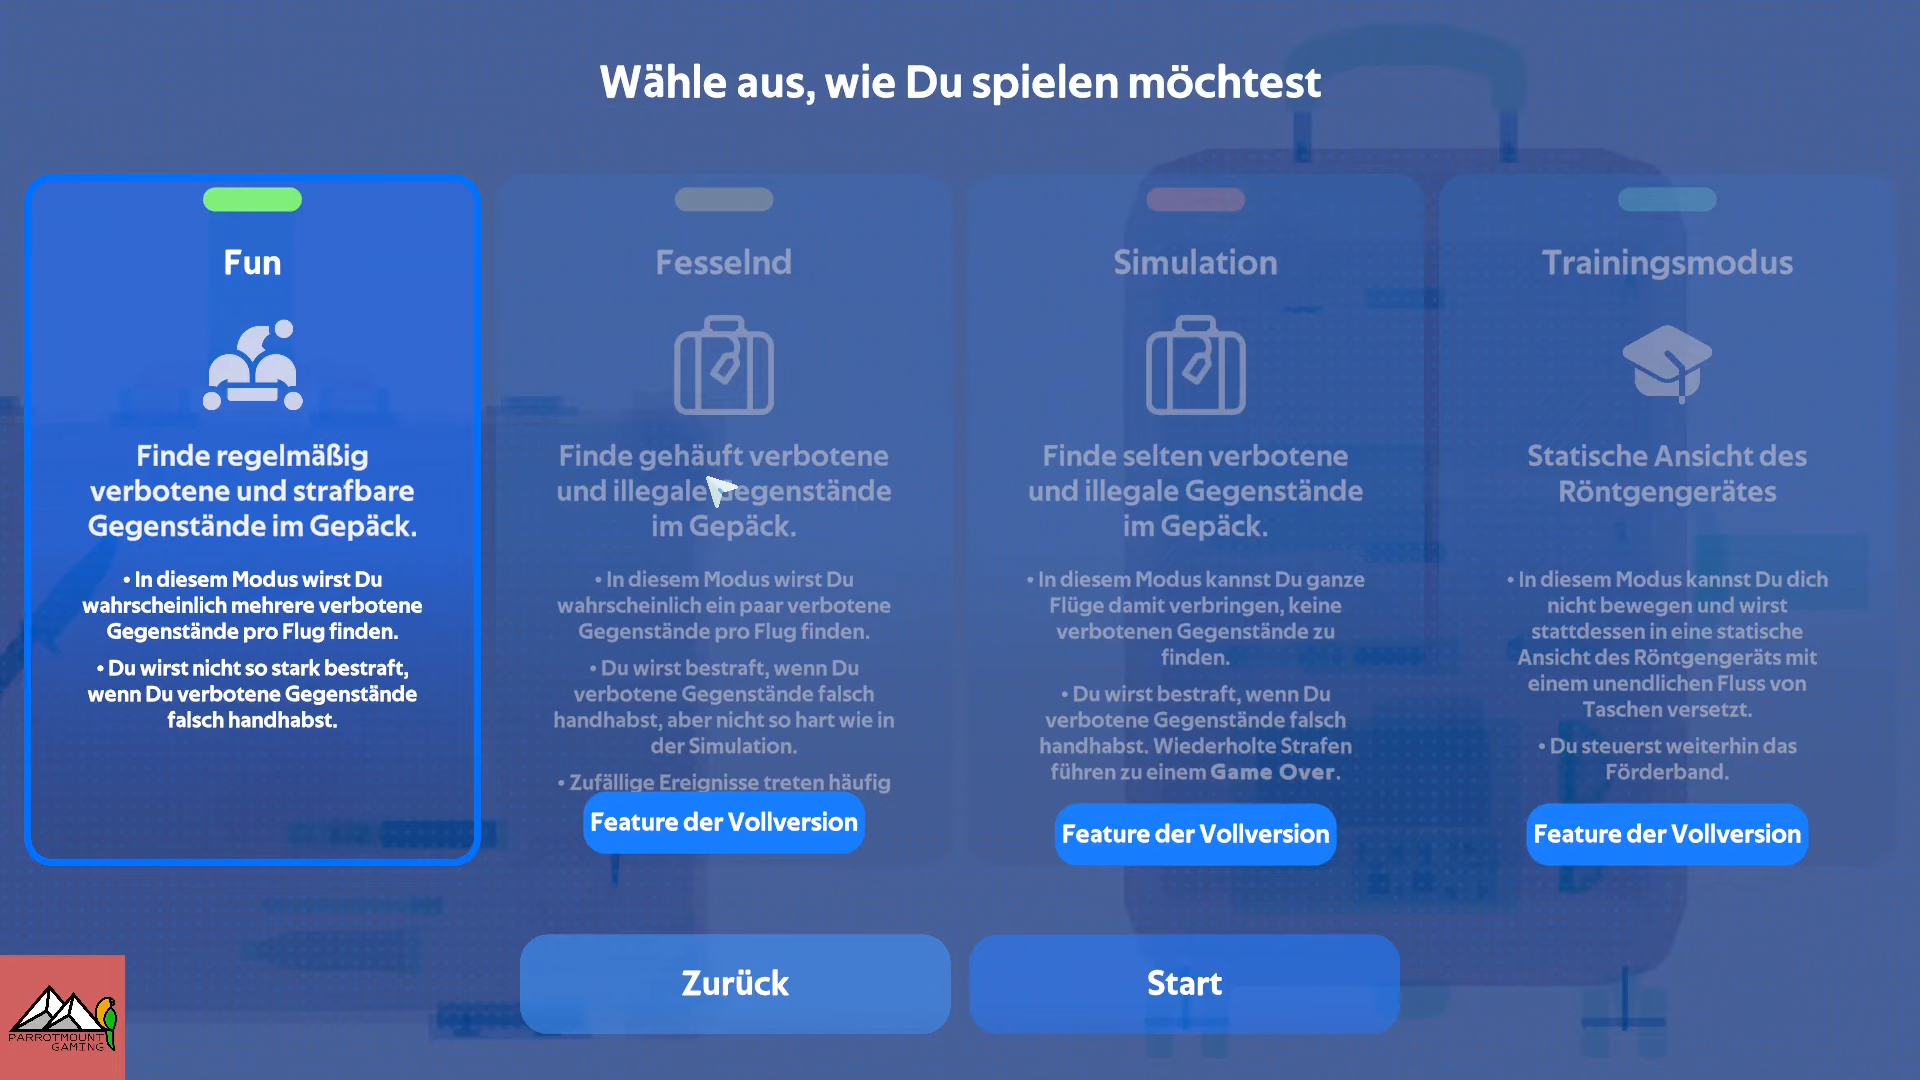 Wähle aus, wie Du spielen möchtest
Fun
Finde regelmäßig
verbotene und strafbare
Gegenstände im Gepäck.
• In diesem Modus wirst Du
wahrscheinlich mehrere verbotene
Gegenstände pro Flug finden.
• Du wirst nicht so stark bestraft,
wenn Du verbotene Gegenstände
falsch handhabst.
Fesselnd
Finde gehäuft verbotene
und illegale Gegenstände
im Gepäck.
• In diesem Modus wirst Du
wahrscheinlich ein paar verbotene
Gegenstände pro Flug finden.
• Du wirst bestraft, wenn Du
verbotene Gegenstände falsch
handhabst, aber nicht so hart wie in
der Simulation.
• Zufällige Ereignisse treten häufig
Feature der Vollversion
Simulation
Finde selten verbotene
und illegale Gegenstände
im Gepäck.
• In diesem Modus kannst Du ganze
Flüge damit verbringen, keine
verbotenen Gegenstände zu
finden.
• Du wirst bestraft, wenn Du
verbotene Gegenstände falsch
handhabst. Wiederholte Strafen
führen zu einem Game Over.
Feature der Vollversion
Trainingsmodus
Statische Ansicht des
Röntgengerätes
• In diesem Modus kannst Du dich
nicht bewegen und wirst
stattdessen in eine statische
Ansicht des Röntgengeräts mit
einem unendlichen Fluss von
Taschen versetzt.
• Du steuerst weiterhin das
Förderband.
Feature der Vollversion
Zurück
Start
PARROTMOUNT
GAMING